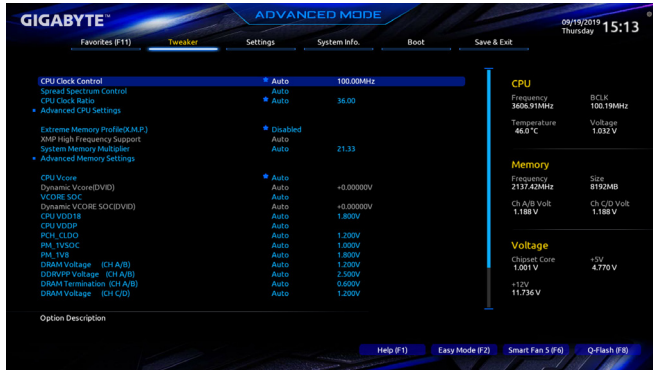 GIGABYTE™
ADVANCED MODE
09/19/2019 Thursday 15:13
Favorites (F11) Tweaker Settings System Info. Boot Save & Exit
CPU Clock Control Auto 100.00MHz
Spread Spectrum Control Auto
CPU Clock Ratio Auto 36.00
Advanced CPU Settings
Extreme Memory Profile(X.M.P.) Disabled
XMP High Frequency Support Auto
System Memory Multiplier Auto 21.33
Advanced Memory Settings
CPU Vcore Auto
Dynamic Vcore(DVID) Auto +0.00000V
VCORE SOC Auto
Dynamic VCORE SOC(DVID) Auto +0.00000V
CPU VDD18 Auto 1.800V
CPU VDDP Auto
PCH_CLDO Auto 1.200V
PM_1VSOC Auto 1.000V
PM_1V8 Auto 1.800V
DRAM Voltage (CH A/B) Auto 1.200V
DDRVPP Voltage (CH A/B) Auto 2.500V
DRAM Termination (CH A/B) Auto 0.600V
DRAM Voltage (CH C/D) Auto 1.200V
CPU
Frequency BCLK
3606.91MHz 100.19MHz
Temperature Voltage
46.0 °C 1.032 V
Memory
Frequency Size
2137.42MHz 8192MB
Ch A/B Volt Ch C/D Volt
1.188 V 1.188 V
Voltage
Chipset Core +5V
1.001 V 4.770 V
+12V
11.736 V
Option Description
Help (F1) Easy Mode (F2) Smart Fan 5 (F6) Q-Flash (F8)